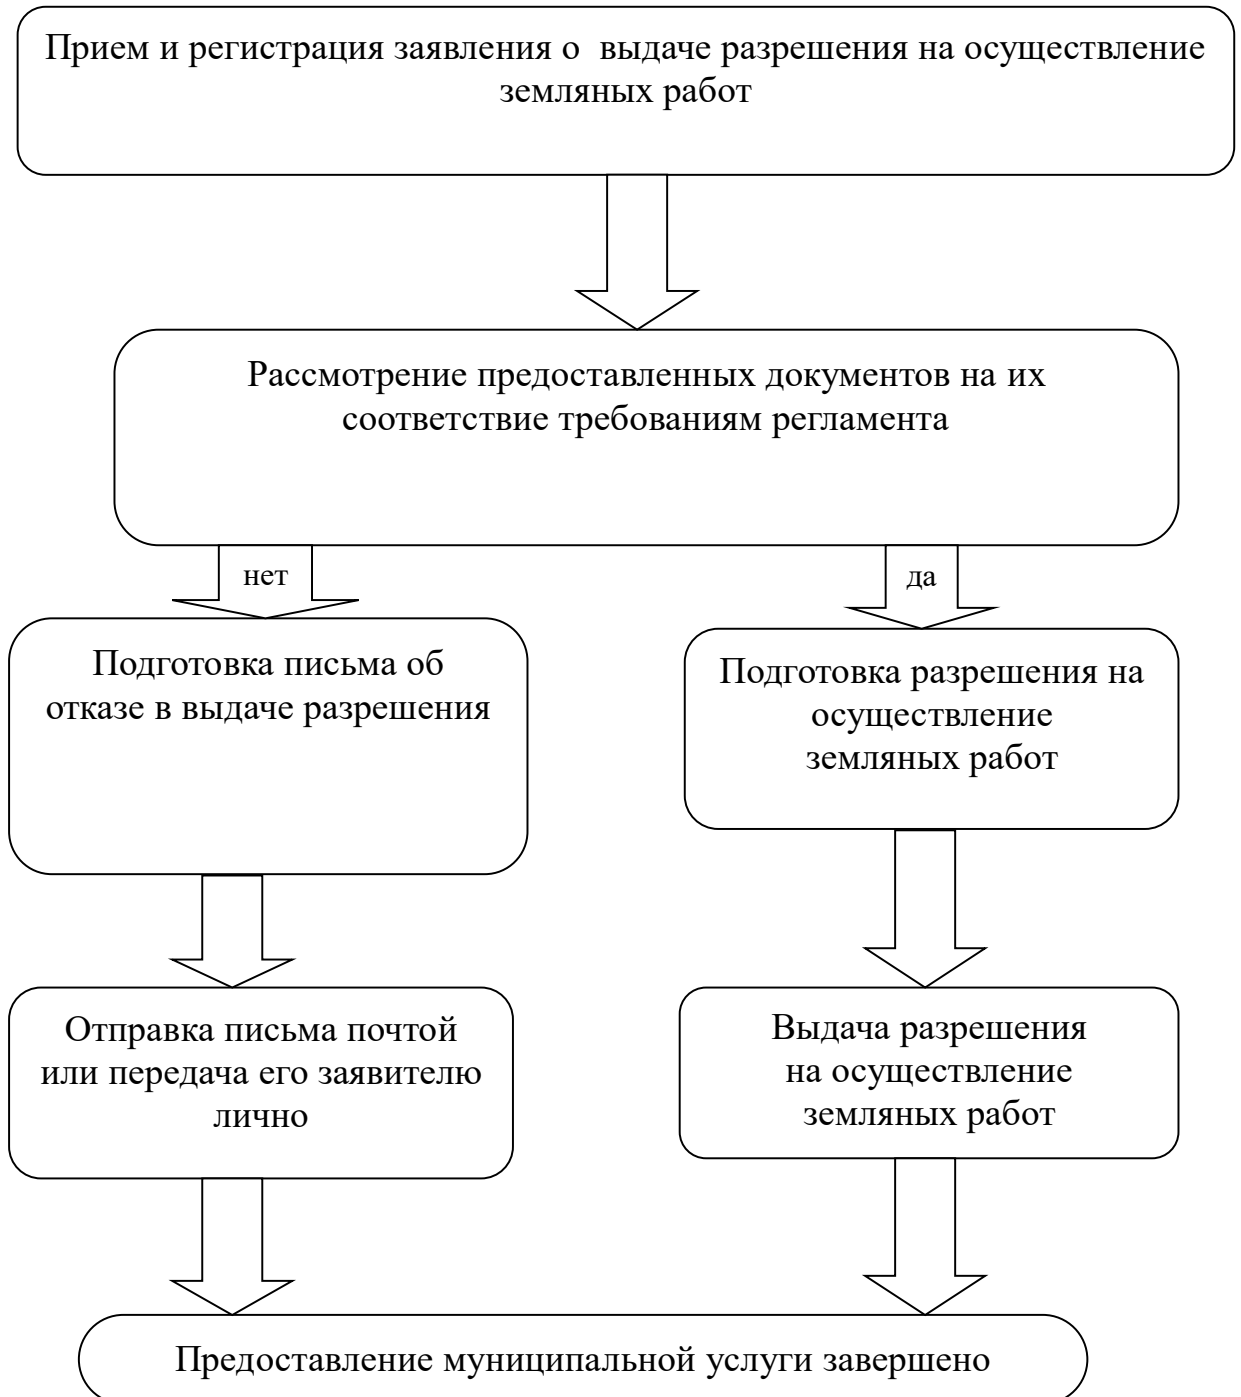 Прием и регистрация заявления о  выдаче разрешения на осуществление
земляных работ
Рассмотрение предоставленных документов на их
соответствие требованиям регламента
нет
да
Подготовка письма об
отказе в выдаче разрешения
Подготовка разрешения на
осуществление
земляных работ
Отправка письма почтой
или передача его заявителю
лично
Выдача разрешения
на осуществление
земляных работ
Предоставление муниципальной услуги завершено